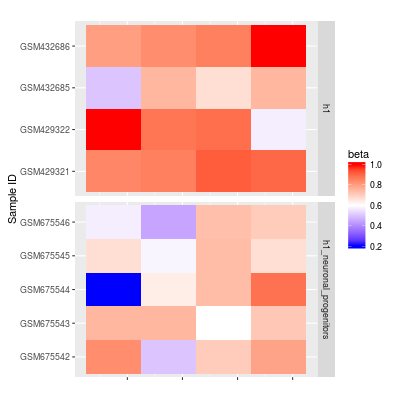 GSM432686
GSM432685
GSM429322
GSM429321
h1
GSM675546
GSM675545
GSM675544
GSM675543
GSM675542
h1_neuronal_progenitors
Sample ID
beta
1.0
0.8
0.6
0.4
0.2